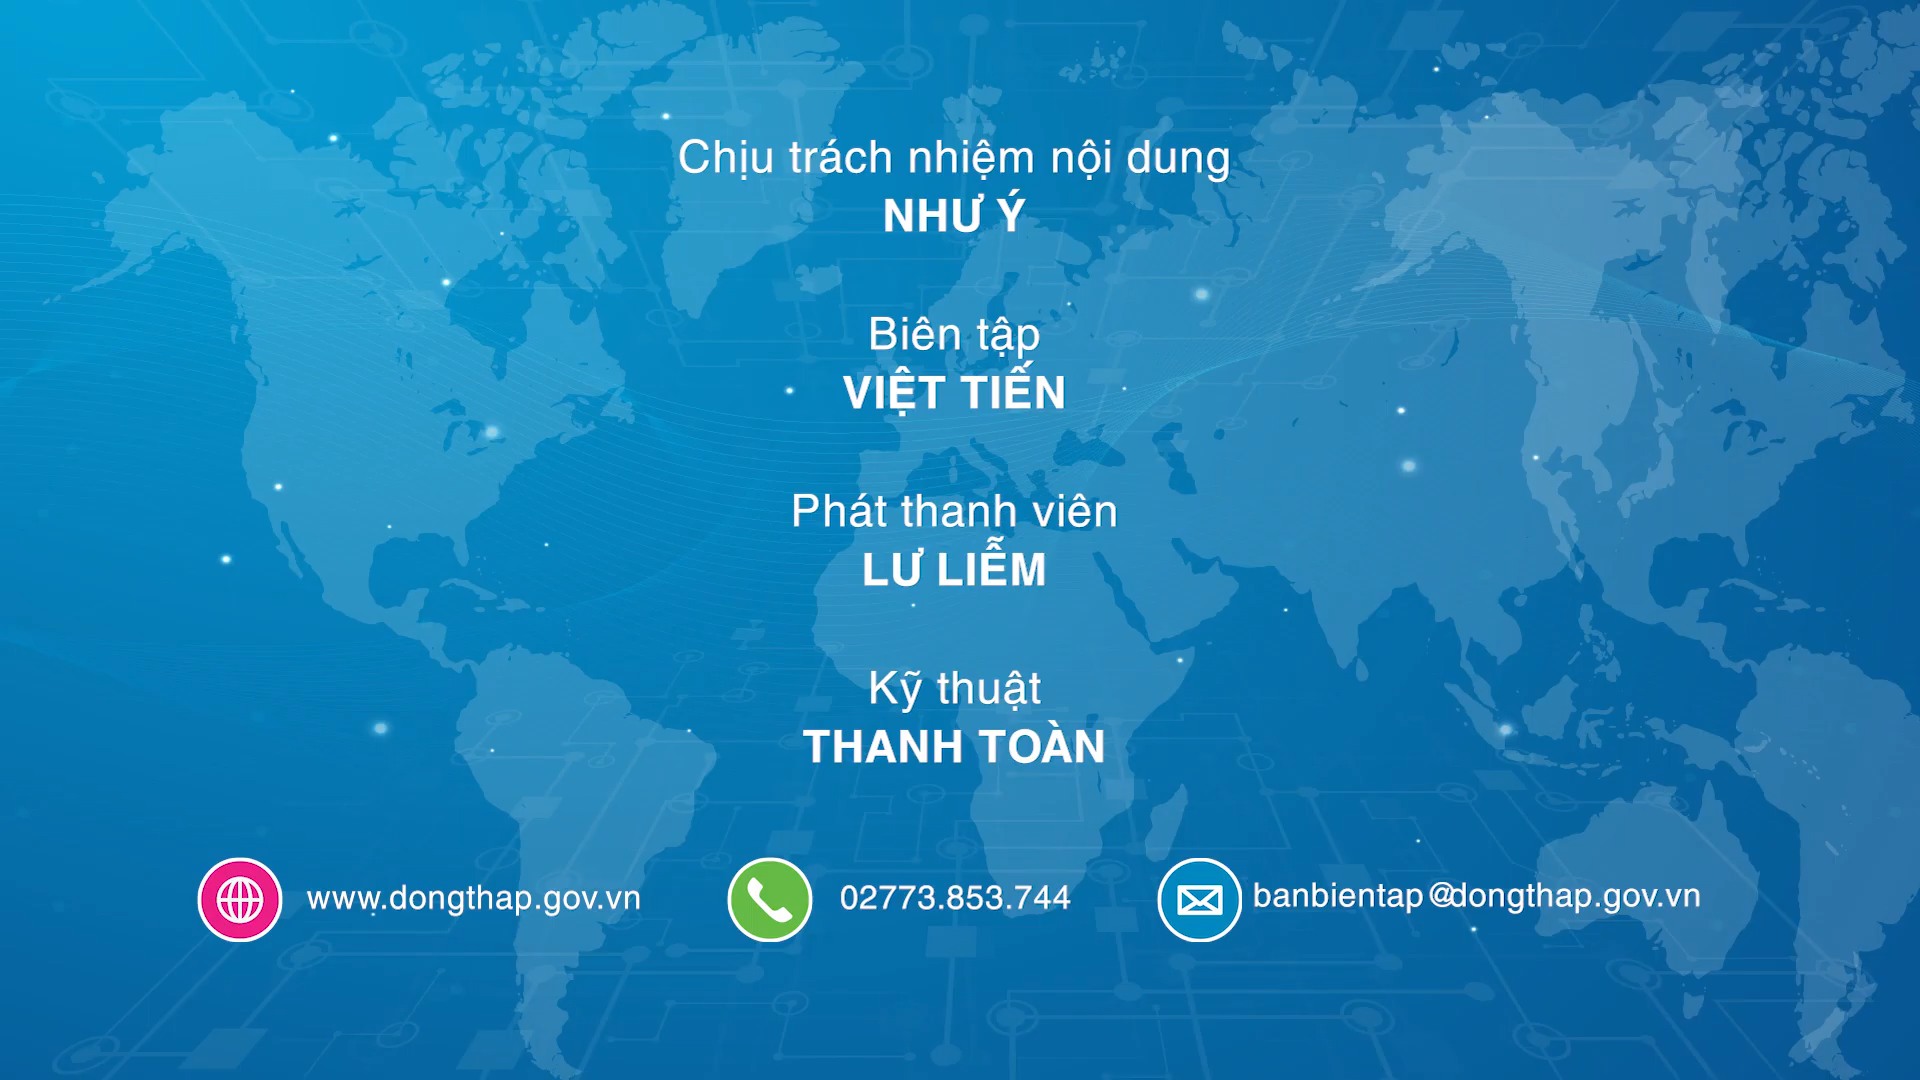 Chịu trách nhiệm nội dung
NHƯ Ý
Biên tập
VIỆT TIẾN
Phát thanh viên
LƯ LIỄM
Kỹ thuật
THANH TOÀN
www.dongthap.gov.vn
02773.853.744
banbientap@dongthap.gov.vn